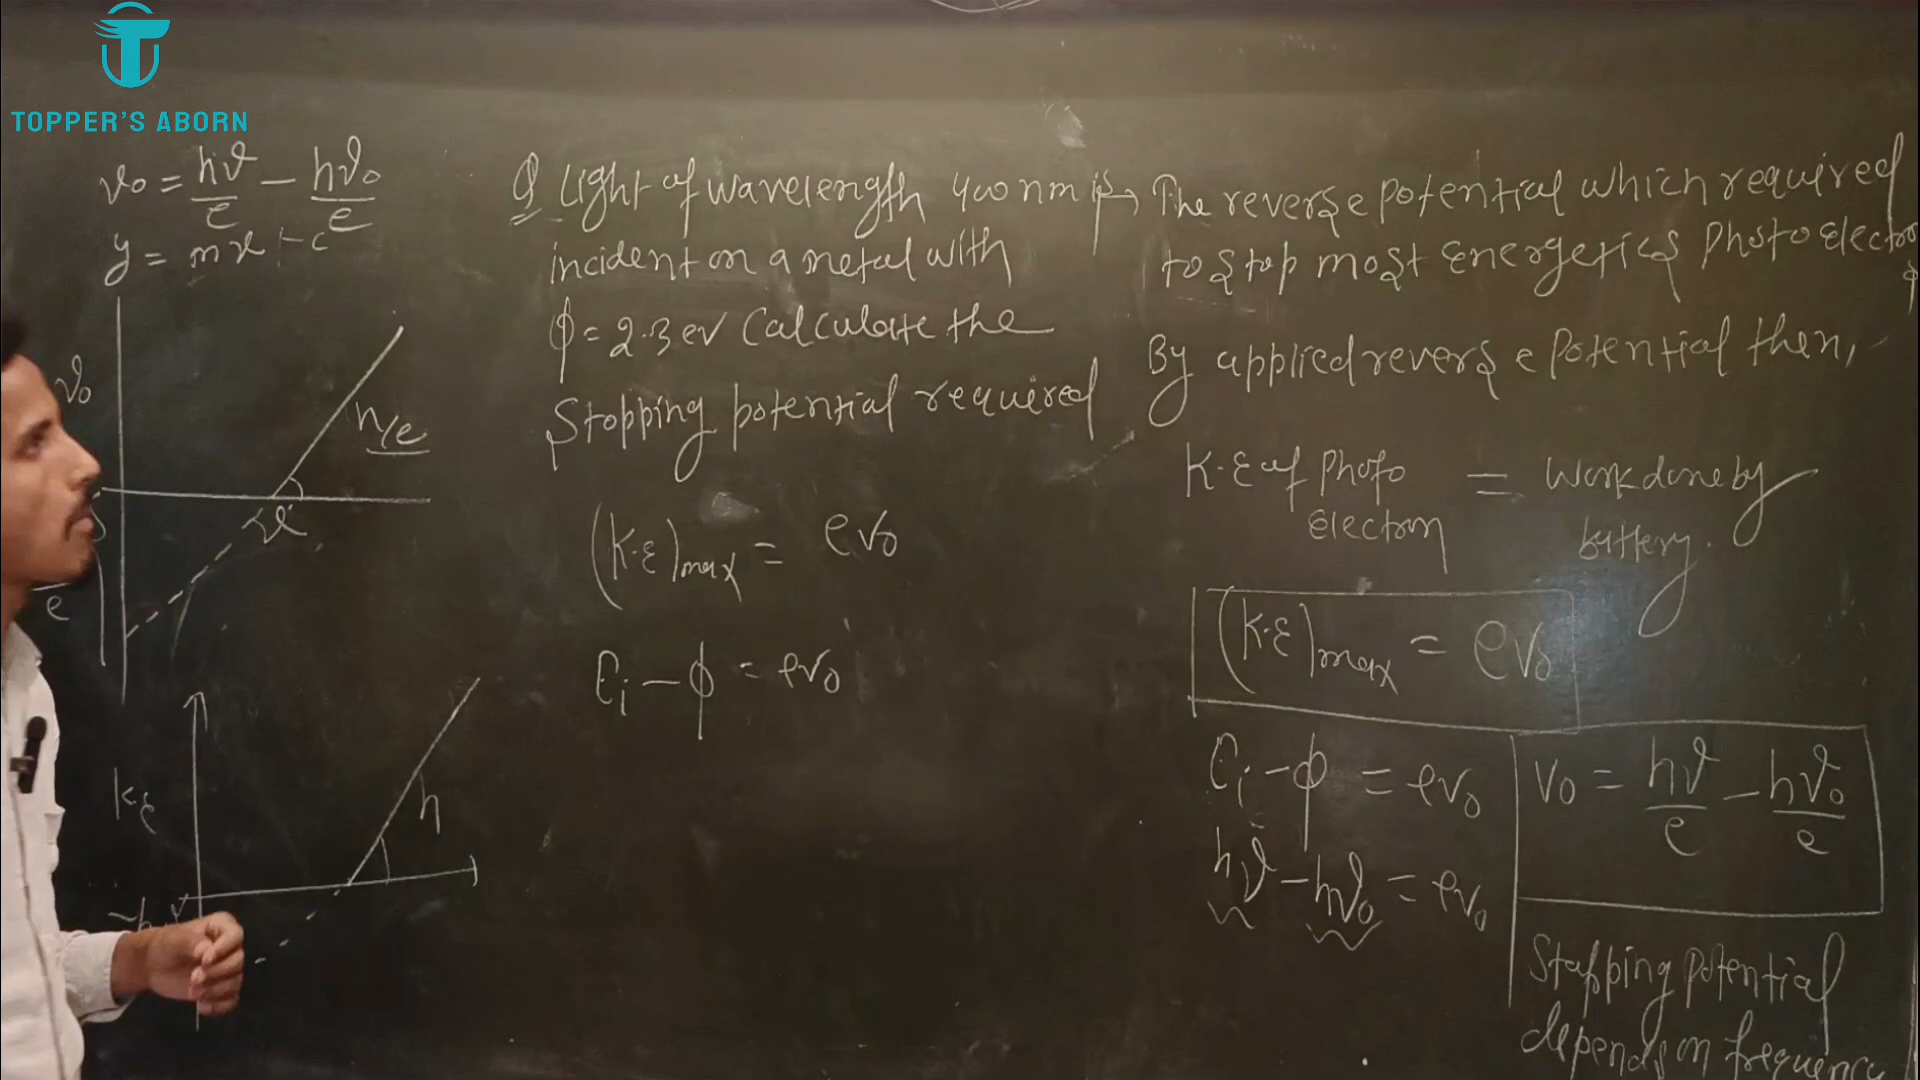 TOPPER'S ABORN
v₀ = hν/e − hν₀/e
y = mx + c
v₀
h/e
e
KE
h
Q Light of wavelength 400 nm is
incident on a metal with
ϕ = 2.3 ev Calculate the
Stopping potential required
(K.E)max = ev₀
Ei − ϕ = ev₀
→ The reverse potential which required
to stop most energetics photo electro
By applied reverse potential then,
K.E of photo electron = work done by battery.
(K.E)max = ev₀
Ei − ϕ = ev₀
hν − hν₀ = ev₀
v₀ = hν/e − hν₀/e
Stopping potential
depends on frequency